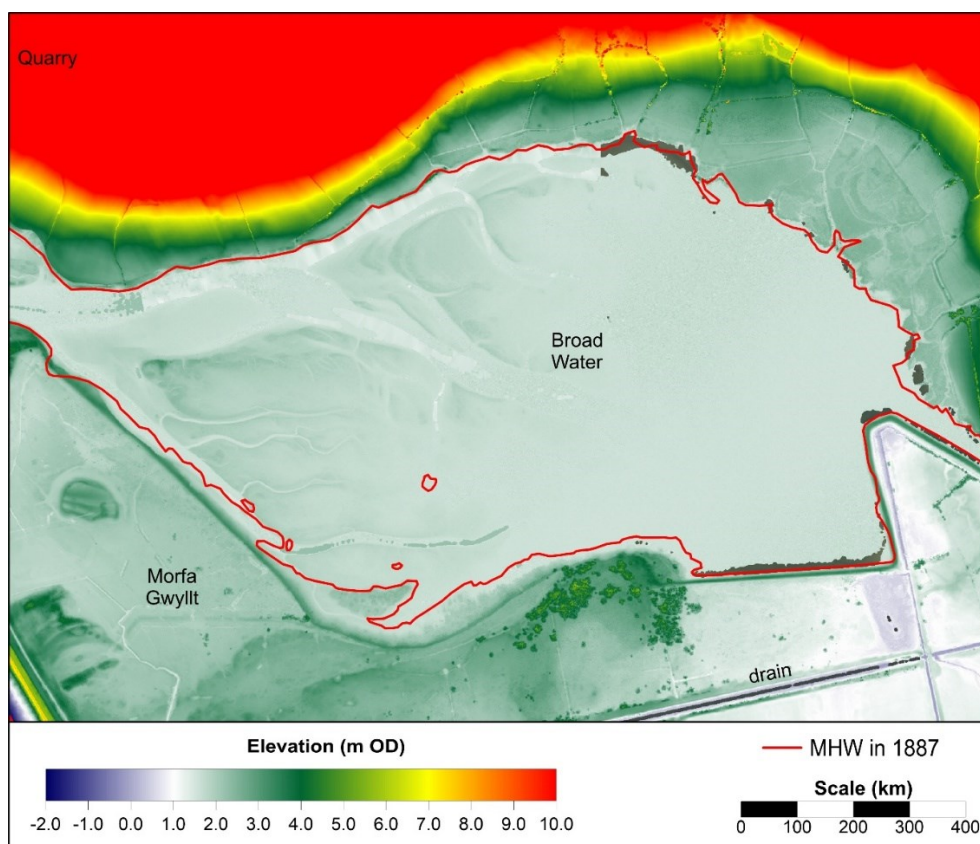 Quarry
Broad
Water
Morfa
Gwyllt
drain
Elevation (m OD)
-2.0 -1.0 0.0 1.0 2.0 3.0 4.0 5.0 6.0 7.0 8.0 9.0 10.0
MHW in 1887
Scale (km)
0 100 200 300 400